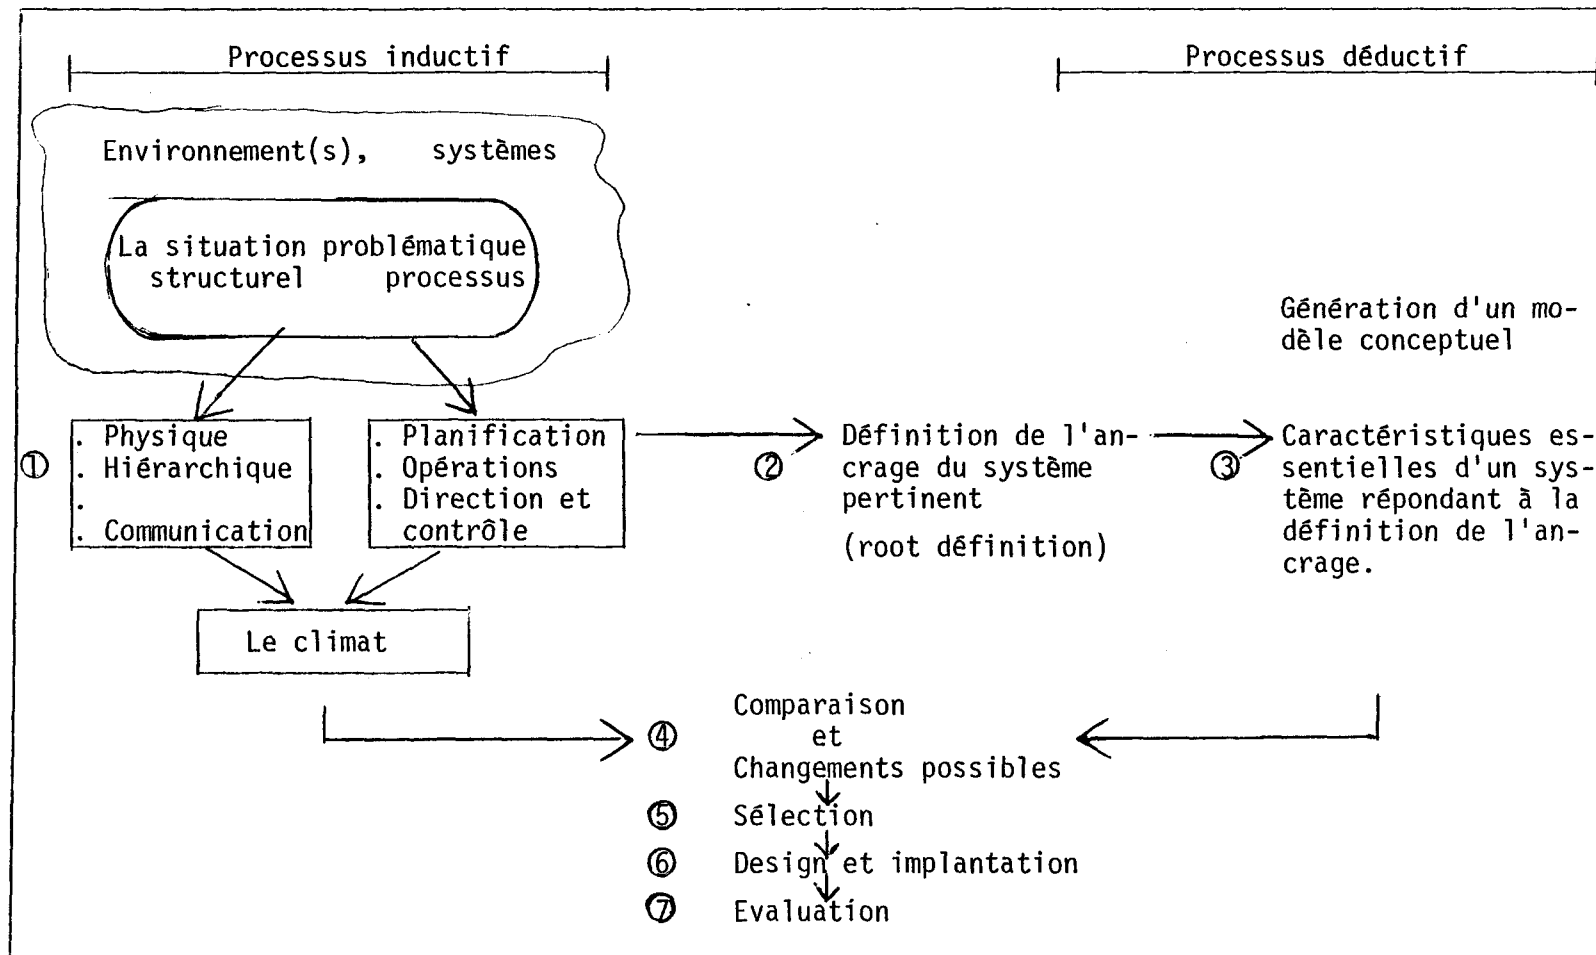 Processus inductif
Processus déductif
Environnement(s), systèmes
La situation problématique
structurel processus
Génération d'un mo-
dèle conceptuel
①
. Physique
. Hiérarchique
.
. Communication
. Planification
. Opérations
. Direction et
contrôle
②
Définition de l'an-
crage du système
pertinent
(root définition)
③
Caractéristiques es-
sentielles d'un sys-
tème répondant à la
définition de l'an-
crage.
Le climat
④ Comparaison
et
Changements possibles
⑤ Sélection
⑥ Design et implantation
⑦ Evaluation